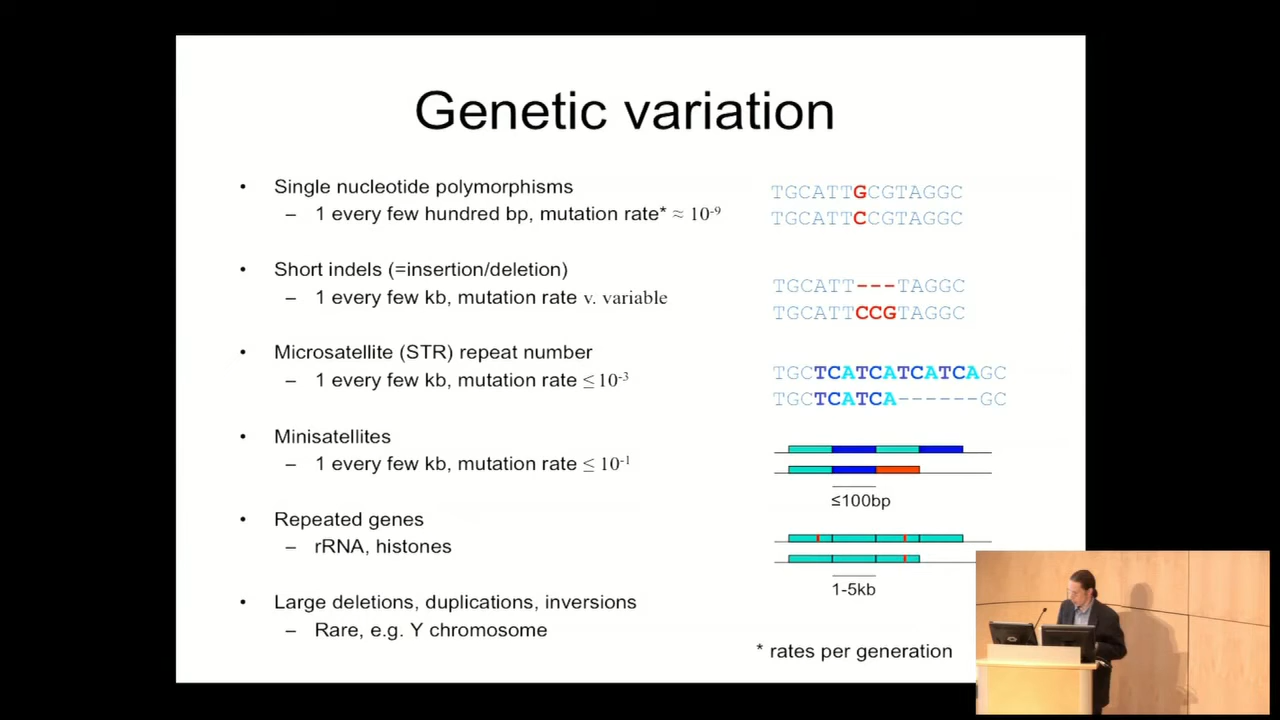 Genetic variation
• Single nucleotide polymorphisms
– 1 every few hundred bp, mutation rate* ≈ 10⁻⁹
TGCATTGCGTAGGC
TGCATTCCGTAGGC
• Short indels (=insertion/deletion)
– 1 every few kb, mutation rate v. variable
TGCATT---TAGGC
TGCATTCCGTAGGC
• Microsatellite (STR) repeat number
– 1 every few kb, mutation rate ≤ 10⁻³
TGCTCATCATCATCAGC
TGCTCATCA------GC
• Minisatellites
– 1 every few kb, mutation rate ≤ 10⁻¹
≤100bp
• Repeated genes
– rRNA, histones
1-5kb
• Large deletions, duplications, inversions
– Rare, e.g. Y chromosome
* rates per generation